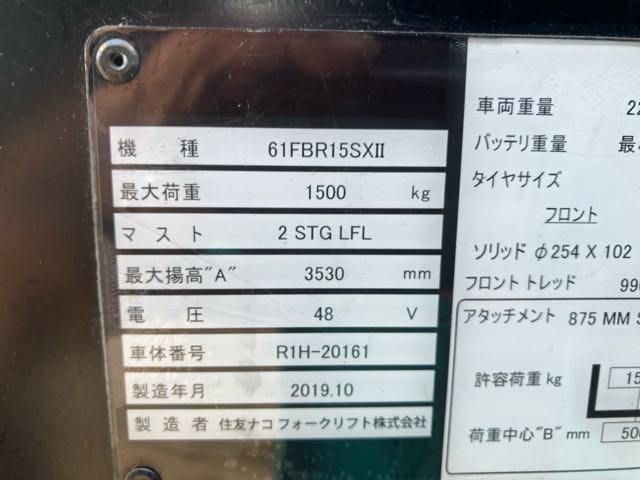 機 種 61FBR15SXII
最大荷重 1500 kg
マスト 2 STG LFL
最大揚高"A" 3530 mm
電 圧 48 V
車体番号 R1H-20161
製造年月 2019.10
製造者 住友ナコ フォークリフト株式会社
車両重量 22
バッテリ重量 最
タイヤサイズ
フロント
ソリッド φ254 X 102
フロント トレッド 99
アタッチメント 875 MM S
許容荷重 kg 15
荷重中心"B" mm 50